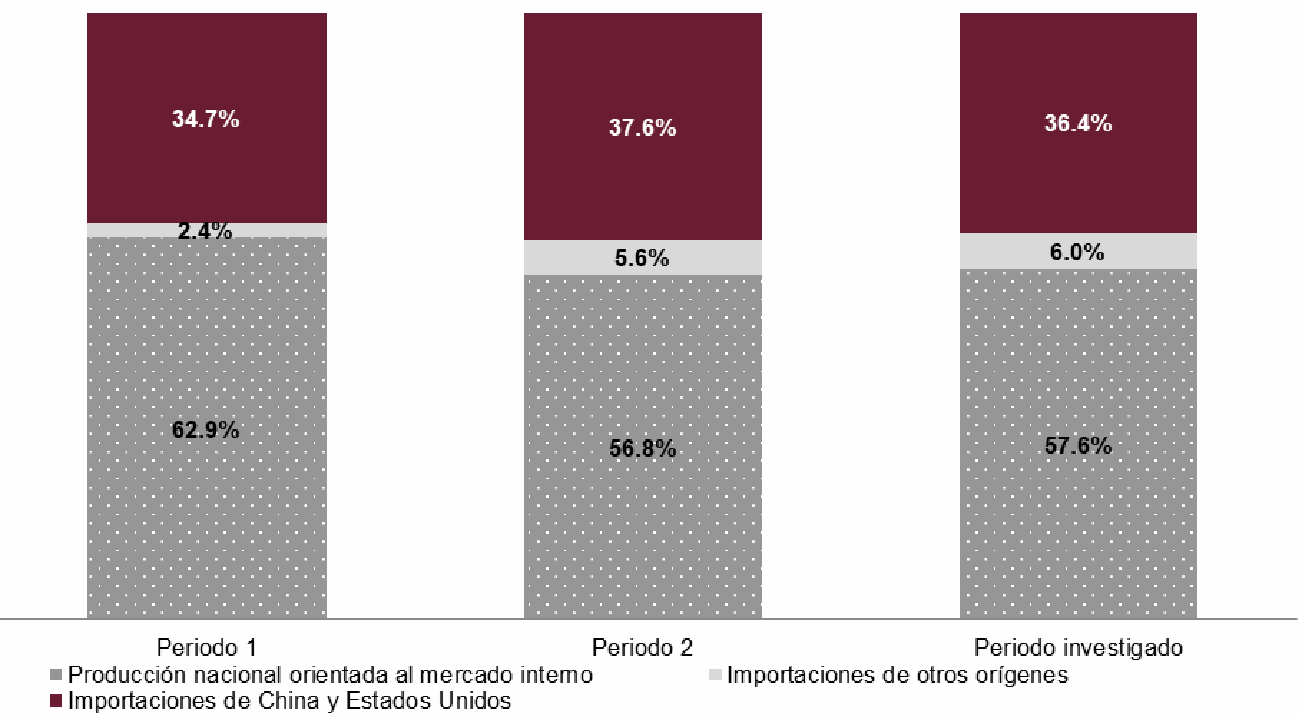 34.7% 37.6% 36.4%
2.4% 5.6% 6.0%
62.9% 56.8% 57.6%
Periodo 1 Periodo 2 Periodo investigado
Producción nacional orientada al mercado interno Importaciones de otros orígenes
Importaciones de China y Estados Unidos